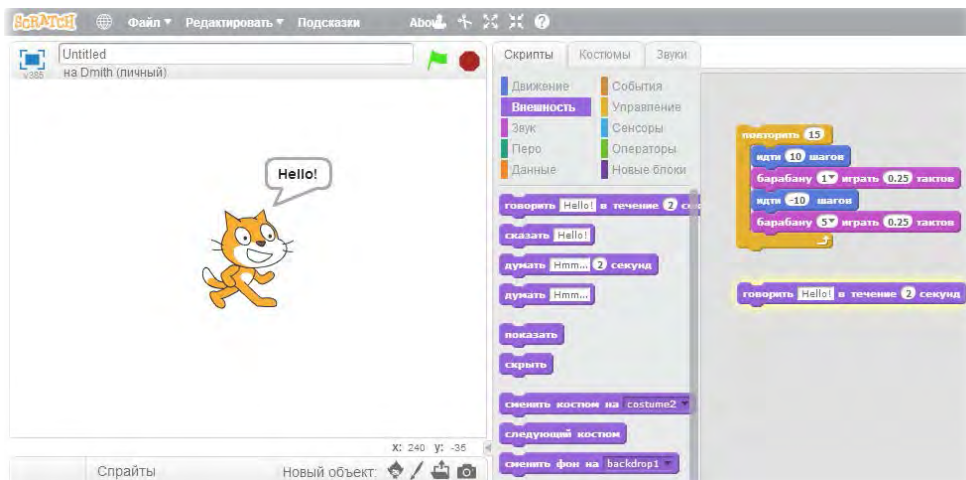 SCRATCH Файл Редактировать Подсказки About
v385 Untitled
на Dmith (личный)
Hello!
x: 240 y: -35
Спрайты Новый объект:
Скрипты Костюмы Звуки
Движение События
Внешность Управление
Звук Сенсоры
Перо Операторы
Данные Новые блоки
говорить Hello! в течение 2 се
сказать Hello!
думать Hmm... 2 секунд
думать Hmm...
показать
скрыть
сменить костюм на costume2
следующий костюм
сменить фон на backdrop1
повторить 15
идти 10 шагов
барабану 1 играть 0.25 тактов
идти -10 шагов
барабану 5 играть 0.25 тактов
говорить Hello! в течение 2 секунд